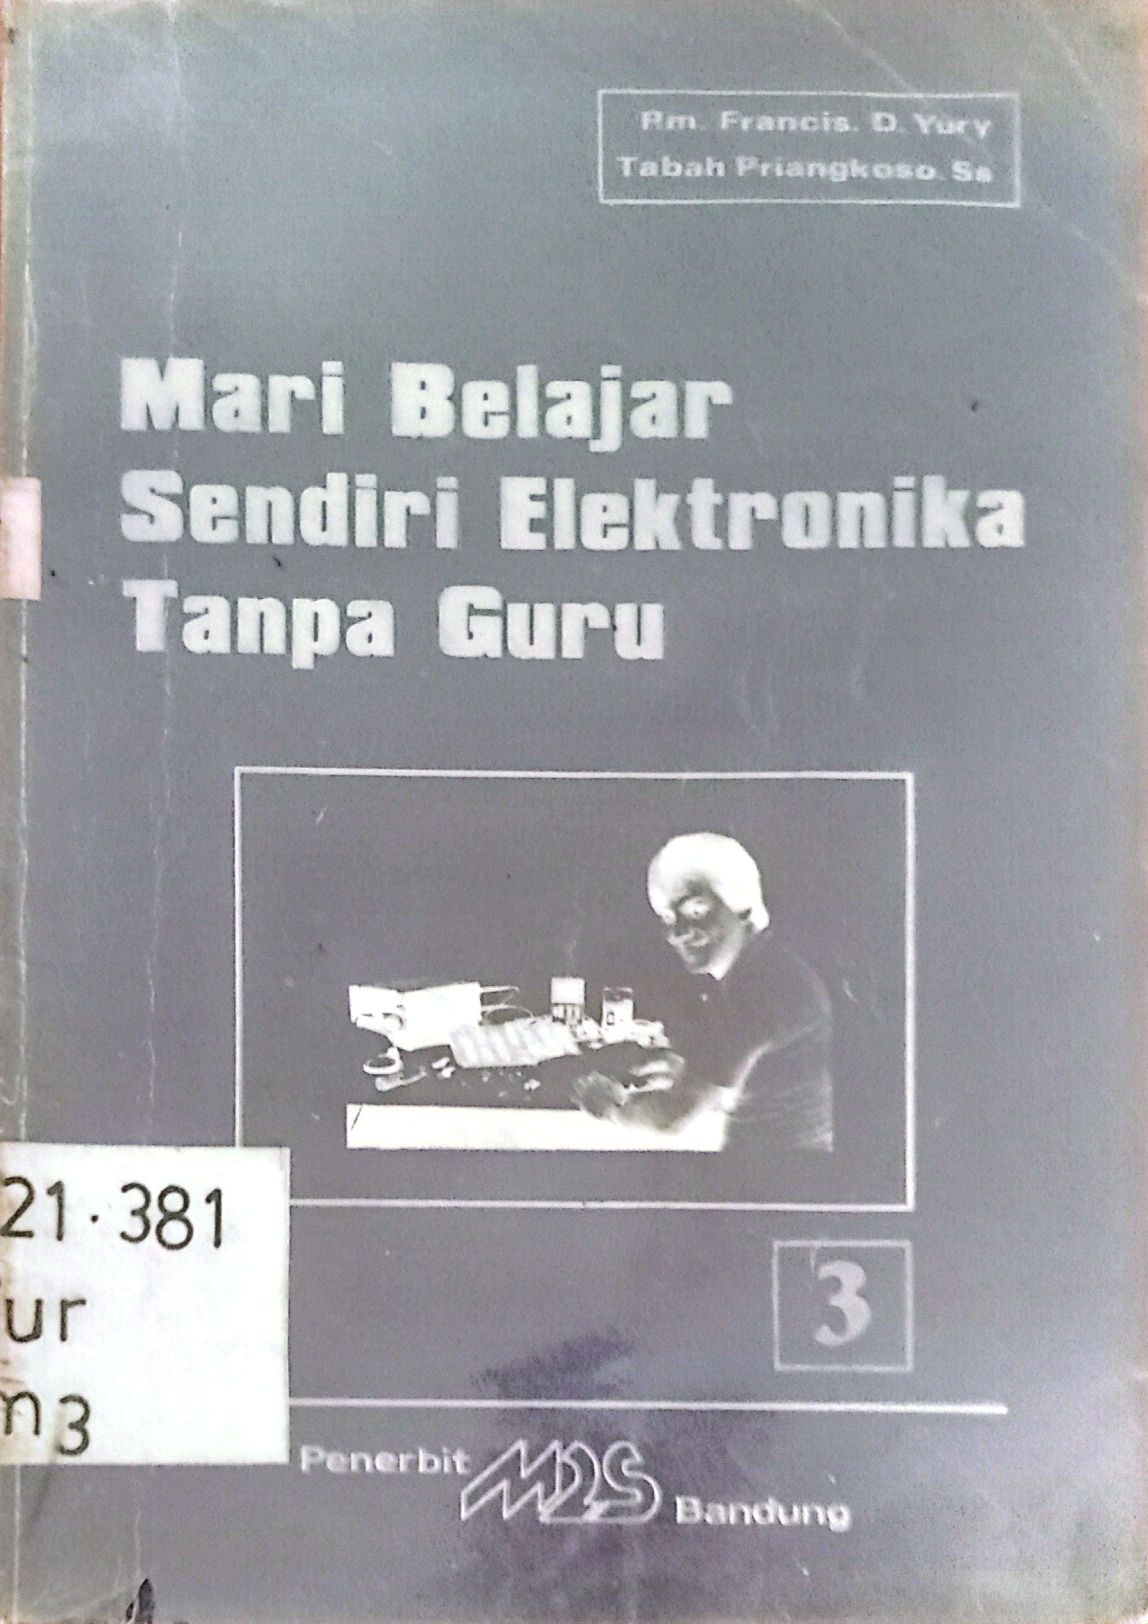 Rm. Francis. D. Yury
Tabah Priangkoso. Ss
Mari Belajar
Sendiri Elektronika
Tanpa Guru
21.381
ur
m3
3
Penerbit M2S Bandung